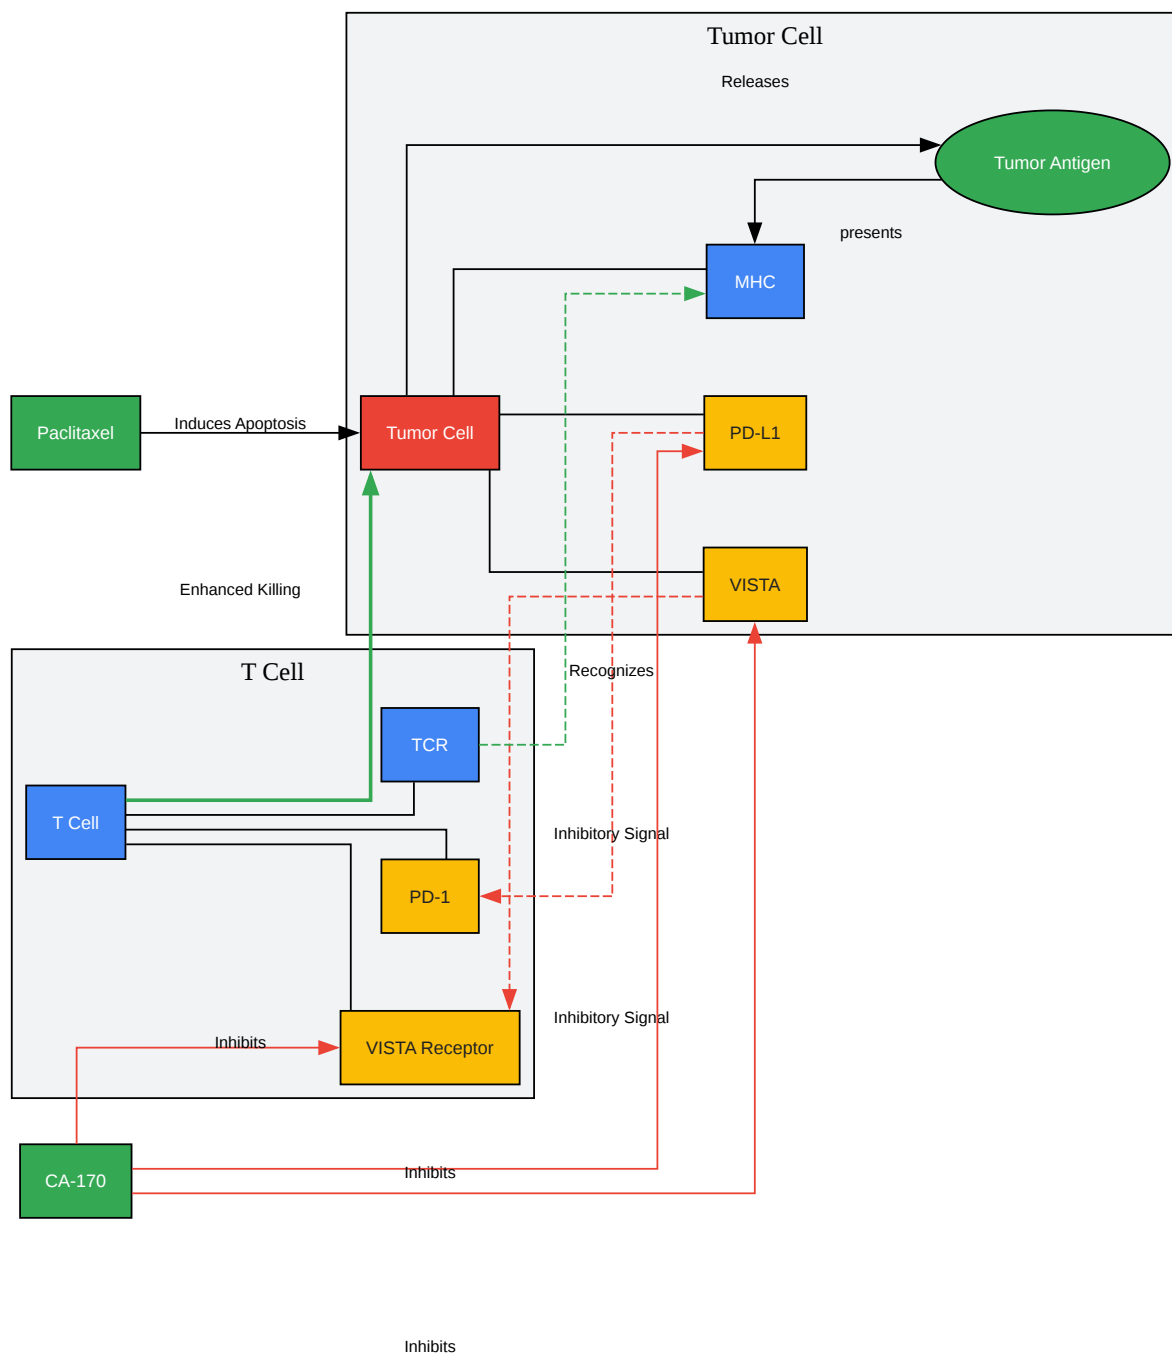 Tumor Cell
Releases
Tumor Antigen
presents
MHC
Paclitaxel
Induces Apoptosis
Tumor Cell
PD-L1
Enhanced Killing
VISTA
T Cell
Recognizes
TCR
T Cell
Inhibitory Signal
PD-1
Inhibitory Signal
Inhibits
VISTA Receptor
CA-170
Inhibits
Inhibits